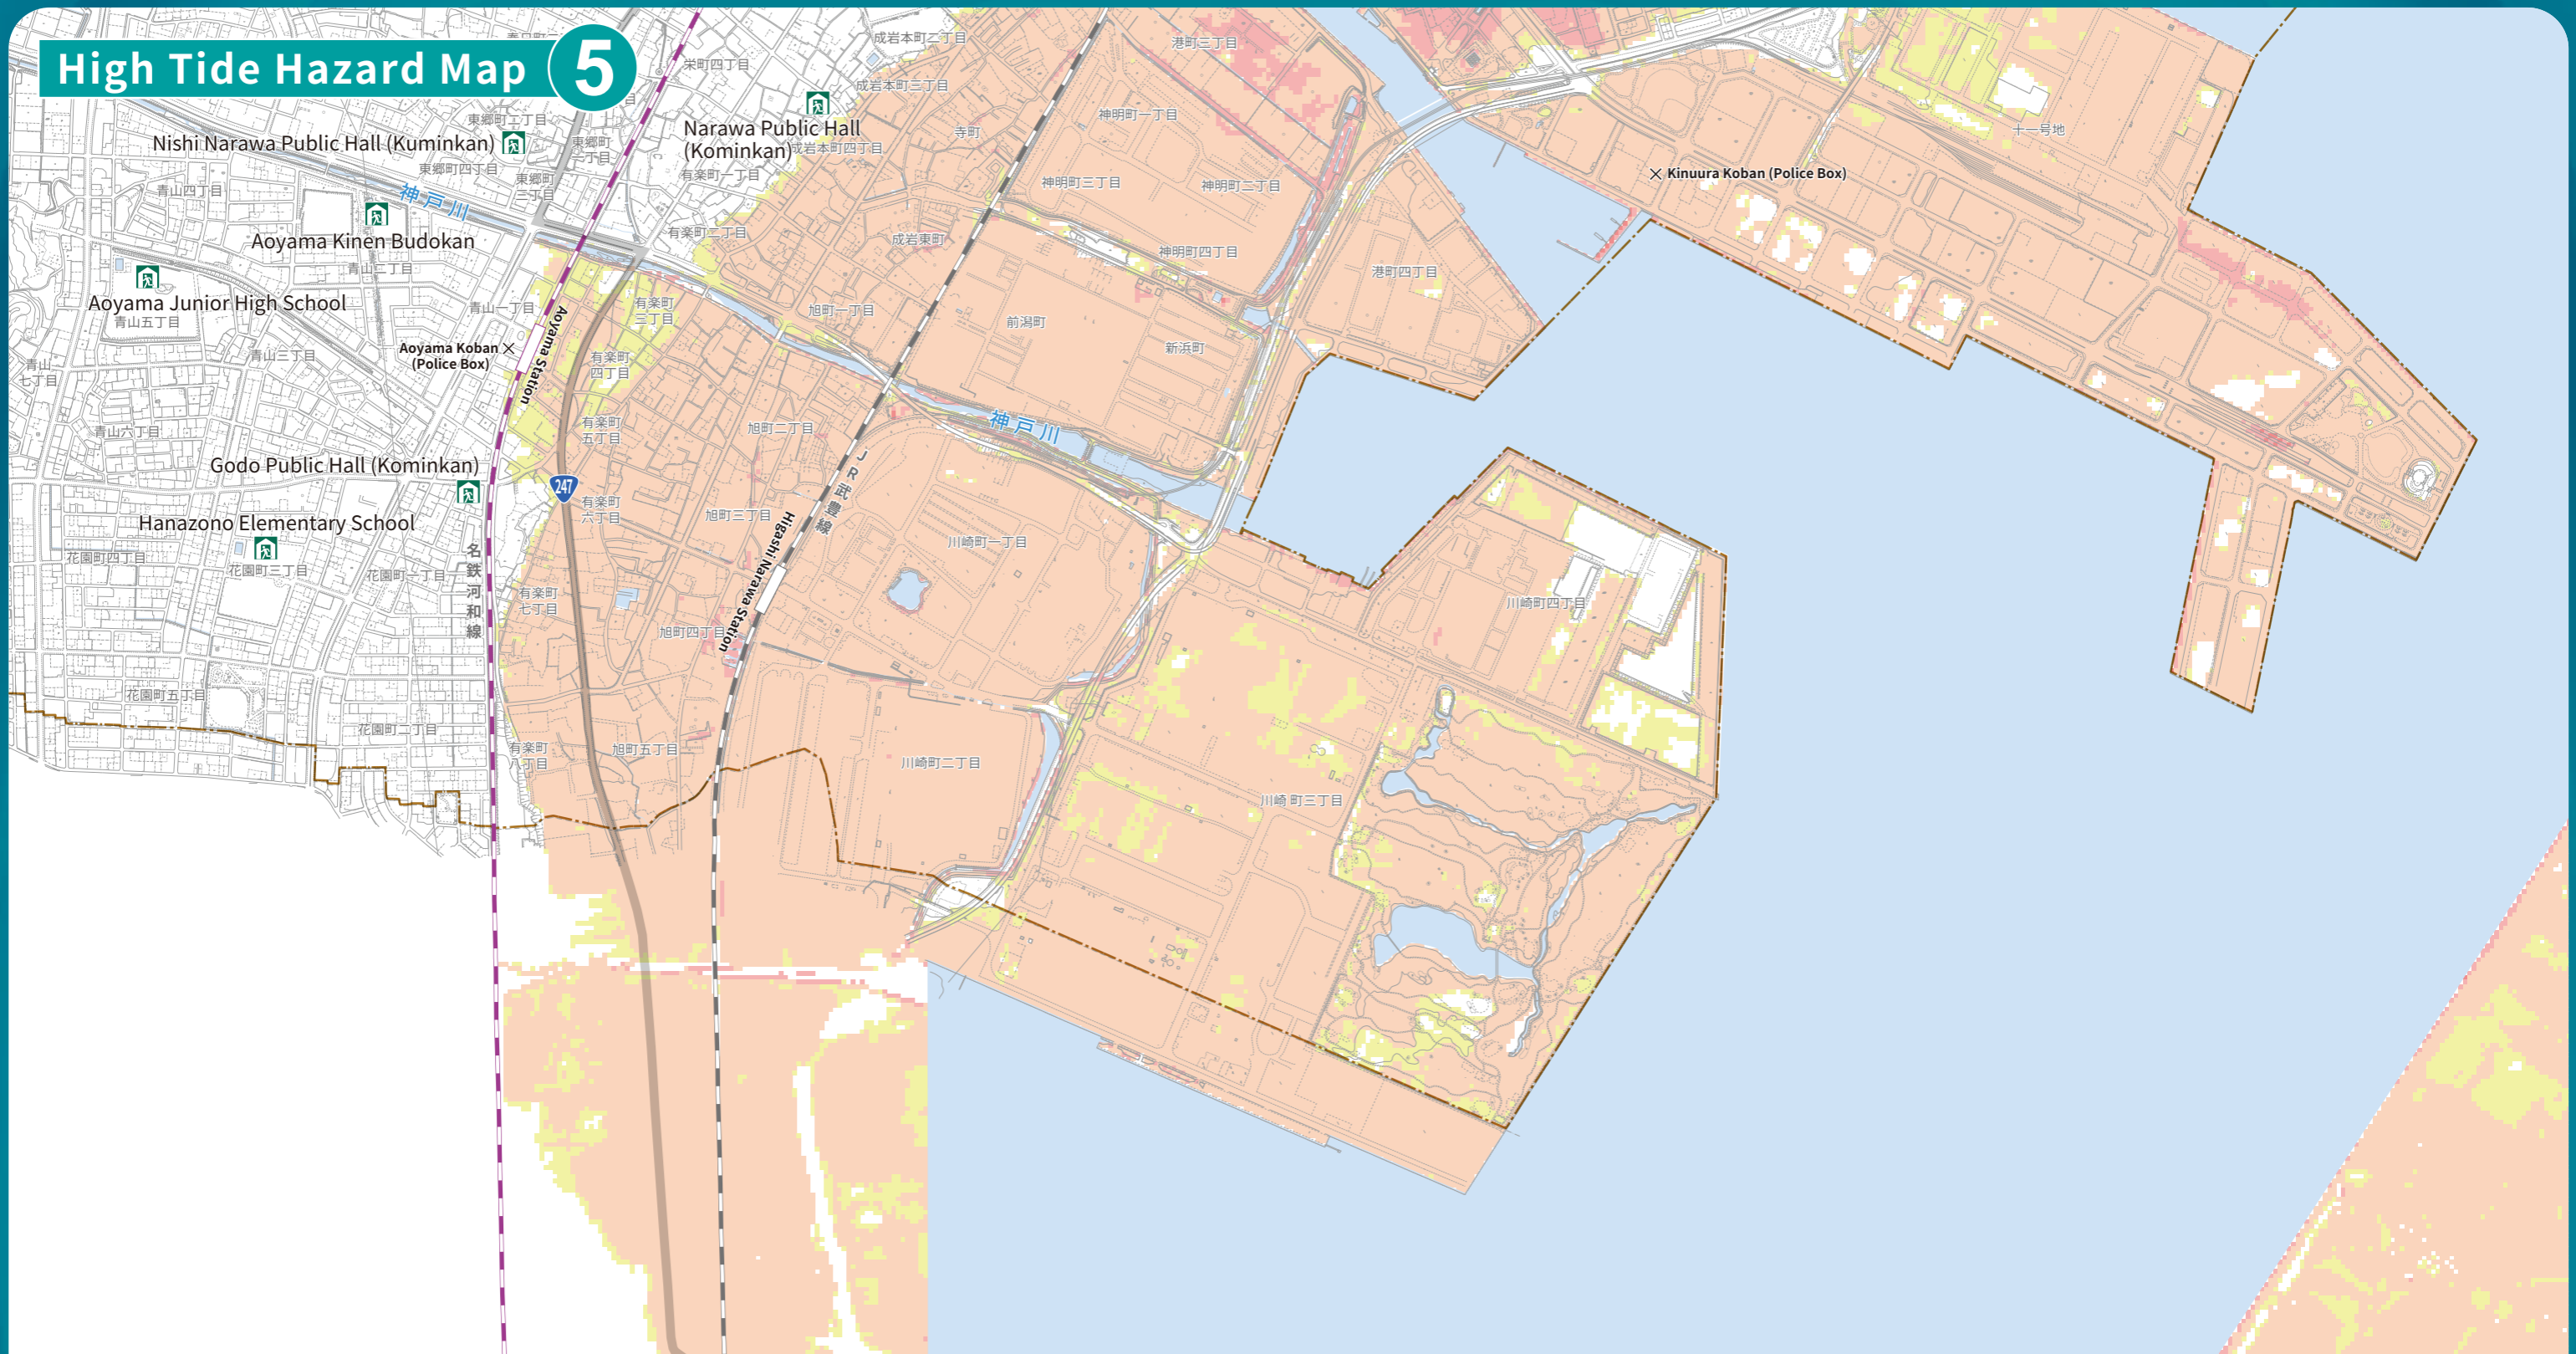 High Tide Hazard Map 5
成岩本町二丁目
港町三丁目
栄町四丁目
成岩本町三丁目
神明町一丁目
東郷町二丁目
Narawa Public Hall
(Kominkan)
寺町
十一号地
Nishi Narawa Public Hall (Kuminkan)
東郷町
一丁目
成岩本町四丁目
東郷町四丁目
有楽町一丁目
東郷町
三丁目
Kinuura Koban (Police Box)
青山四丁目
神戸川
神明町三丁目
神明町二丁目
有楽町二丁目
成岩東町
Aoyama Kinen Budokan
神明町四丁目
青山二丁目
港町四丁目
Aoyama Junior High School
青山五丁目
青山一丁目
有楽町
三丁目
旭町一丁目
前潟町
Aoyama Station
Aoyama Koban
(Police Box)
新浜町
青山三丁目
有楽町
四丁目
青山
七丁目
青山六丁目
有楽町
五丁目
旭町二丁目
神戸川
JR武豊線
Godo Public Hall (Kominkan)
247
有楽町
六丁目
旭町三丁目
Hanazono Elementary School
Higashi Narawa Station
川崎町一丁目
花園町四丁目
花園町三丁目
花園町一丁目
名鉄河和線
有楽町
七丁目
川崎町四丁目
旭町四丁目
花園町五丁目
花園町二丁目
有楽町
八丁目
旭町五丁目
川崎町二丁目
川崎町三丁目